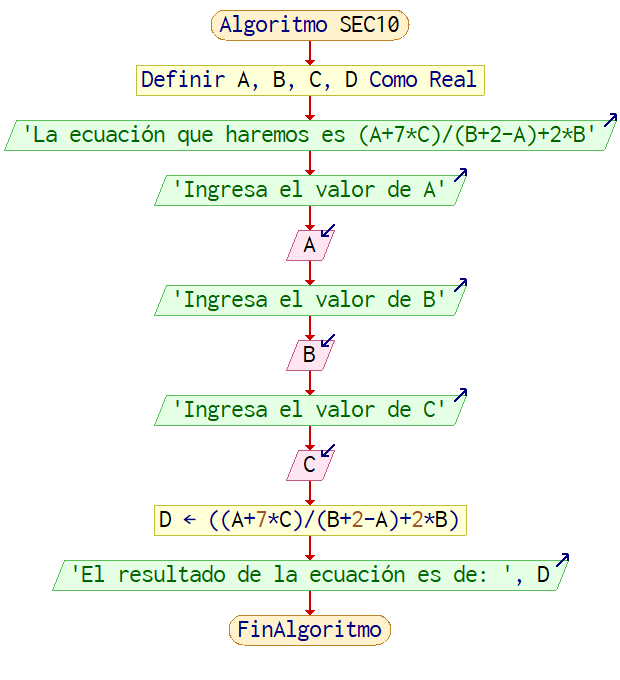 Algoritmo SEC10
Definir A, B, C, D Como Real
'La ecuación que haremos es (A+7*C)/(B+2-A)+2*B'
'Ingresa el valor de A'
A
'Ingresa el valor de B'
B
'Ingresa el valor de C'
C
D ← ((A+7*C)/(B+2-A)+2*B)
'El resultado de la ecuación es de: ', D
FinAlgoritmo